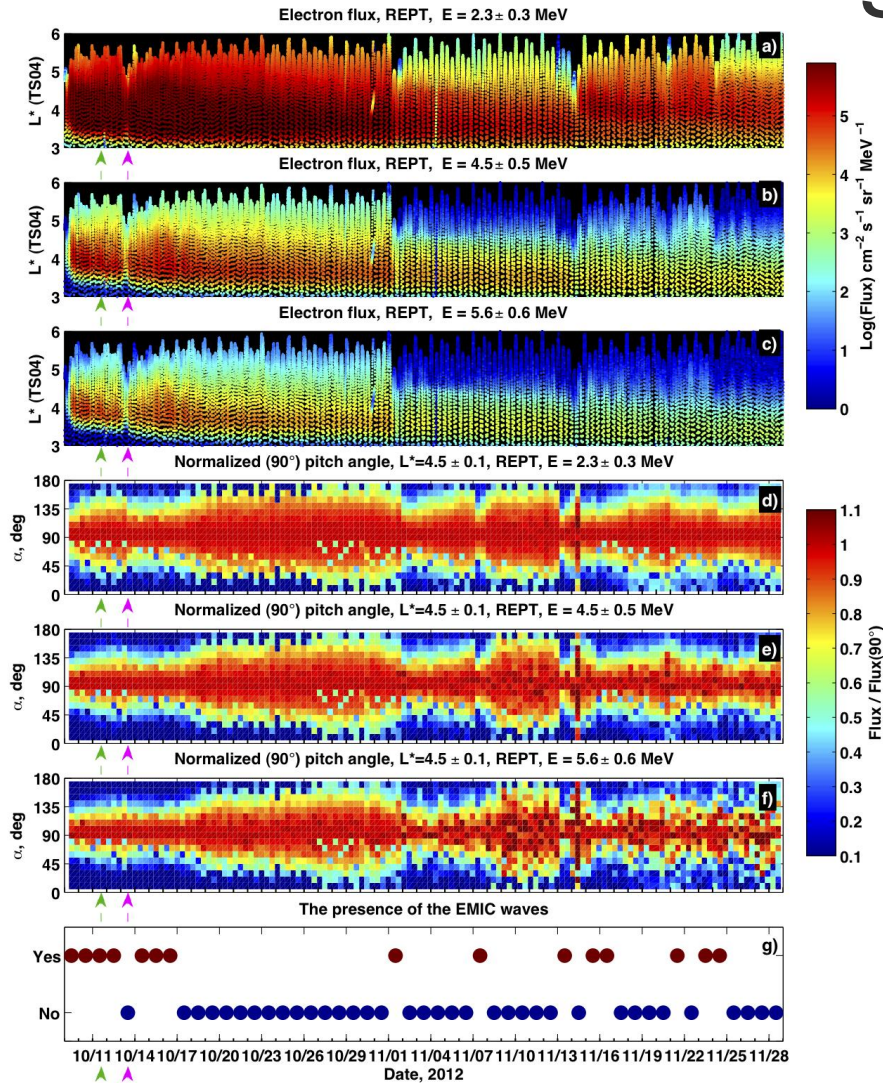 Electron flux, REPT, E = 2.3 ± 0.3 MeV
6
5
4
3
L* (TS04)
a)
Electron flux, REPT, E = 4.5 ± 0.5 MeV
6
5
4
3
L* (TS04)
b)
Electron flux, REPT, E = 5.6 ± 0.6 MeV
6
5
4
3
L* (TS04)
c)
5
4
3
2
1
0
Log(Flux) cm⁻² s⁻¹ sr⁻¹ MeV⁻¹
Normalized (90°) pitch angle, L*=4.5 ± 0.1, REPT, E = 2.3 ± 0.3 MeV
180
135
90
45
0
α, deg
d)
Normalized (90°) pitch angle, L*=4.5 ± 0.1, REPT, E = 4.5 ± 0.5 MeV
180
135
90
45
0
α, deg
e)
Normalized (90°) pitch angle, L*=4.5 ± 0.1, REPT, E = 5.6 ± 0.6 MeV
180
135
90
45
0
α, deg
f)
1.1
1
0.9
0.8
0.7
0.6
0.5
0.4
0.3
0.2
0.1
Flux / Flux(90°)
The presence of the EMIC waves
Yes
No
g)
10/11 10/14 10/17 10/20 10/23 10/26 10/29 11/01 11/04 11/07 11/10 11/13 11/16 11/19 11/22 11/25 11/28
Date, 2012